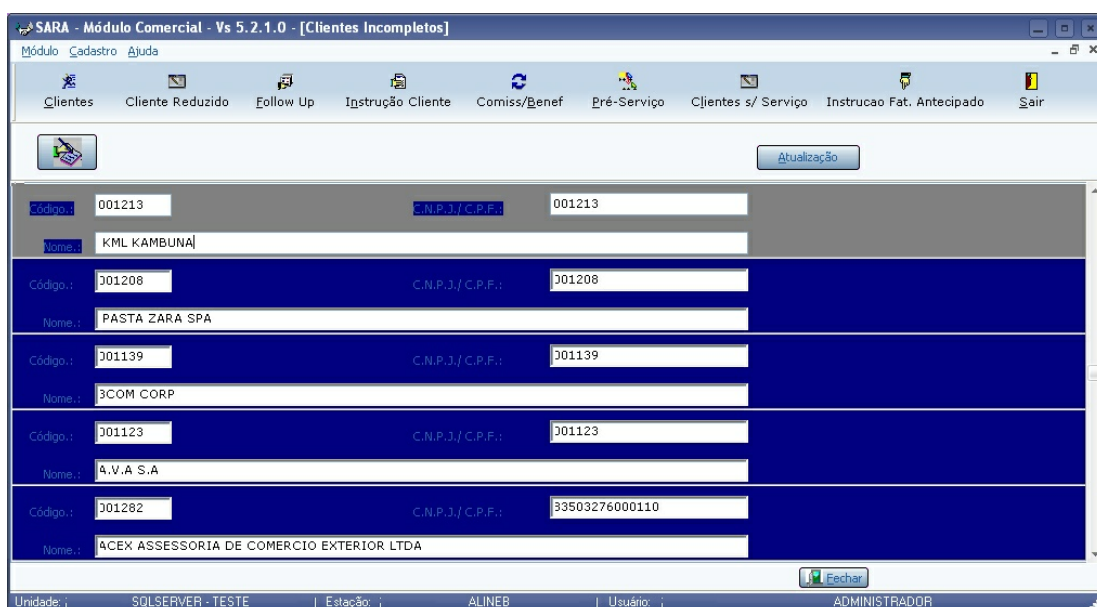 SARA - Módulo Comercial - Vs 5.2.1.0 - [Clientes Incompletos]
Módulo Cadastro Ajuda
Clientes Cliente Reduzido Follow Up Instrução Cliente Comiss/Benef Pré-Serviço Clientes s/ Serviço Instrucao Fat. Antecipado Sair
Atualização
Código.: 001213 C.N.P.J./ C.P.F.: 001213
Nome.: KML KAMBUNA
Código.: 001208 C.N.P.J./ C.P.F.: 001208
Nome.: PASTA ZARA SPA
Código.: 001139 C.N.P.J./ C.P.F.: 001139
Nome.: 3COM CORP
Código.: 001123 C.N.P.J./ C.P.F.: 001123
Nome.: A.V.A S.A
Código.: 001282 C.N.P.J./ C.P.F.: 33503276000110
Nome.: ACEX ASSESSORIA DE COMERCIO EXTERIOR LTDA
Fechar
Unidade: ; SQLSERVER - TESTE | Estação: ; ALINEB | Usuário: ; ADMINISTRADOR